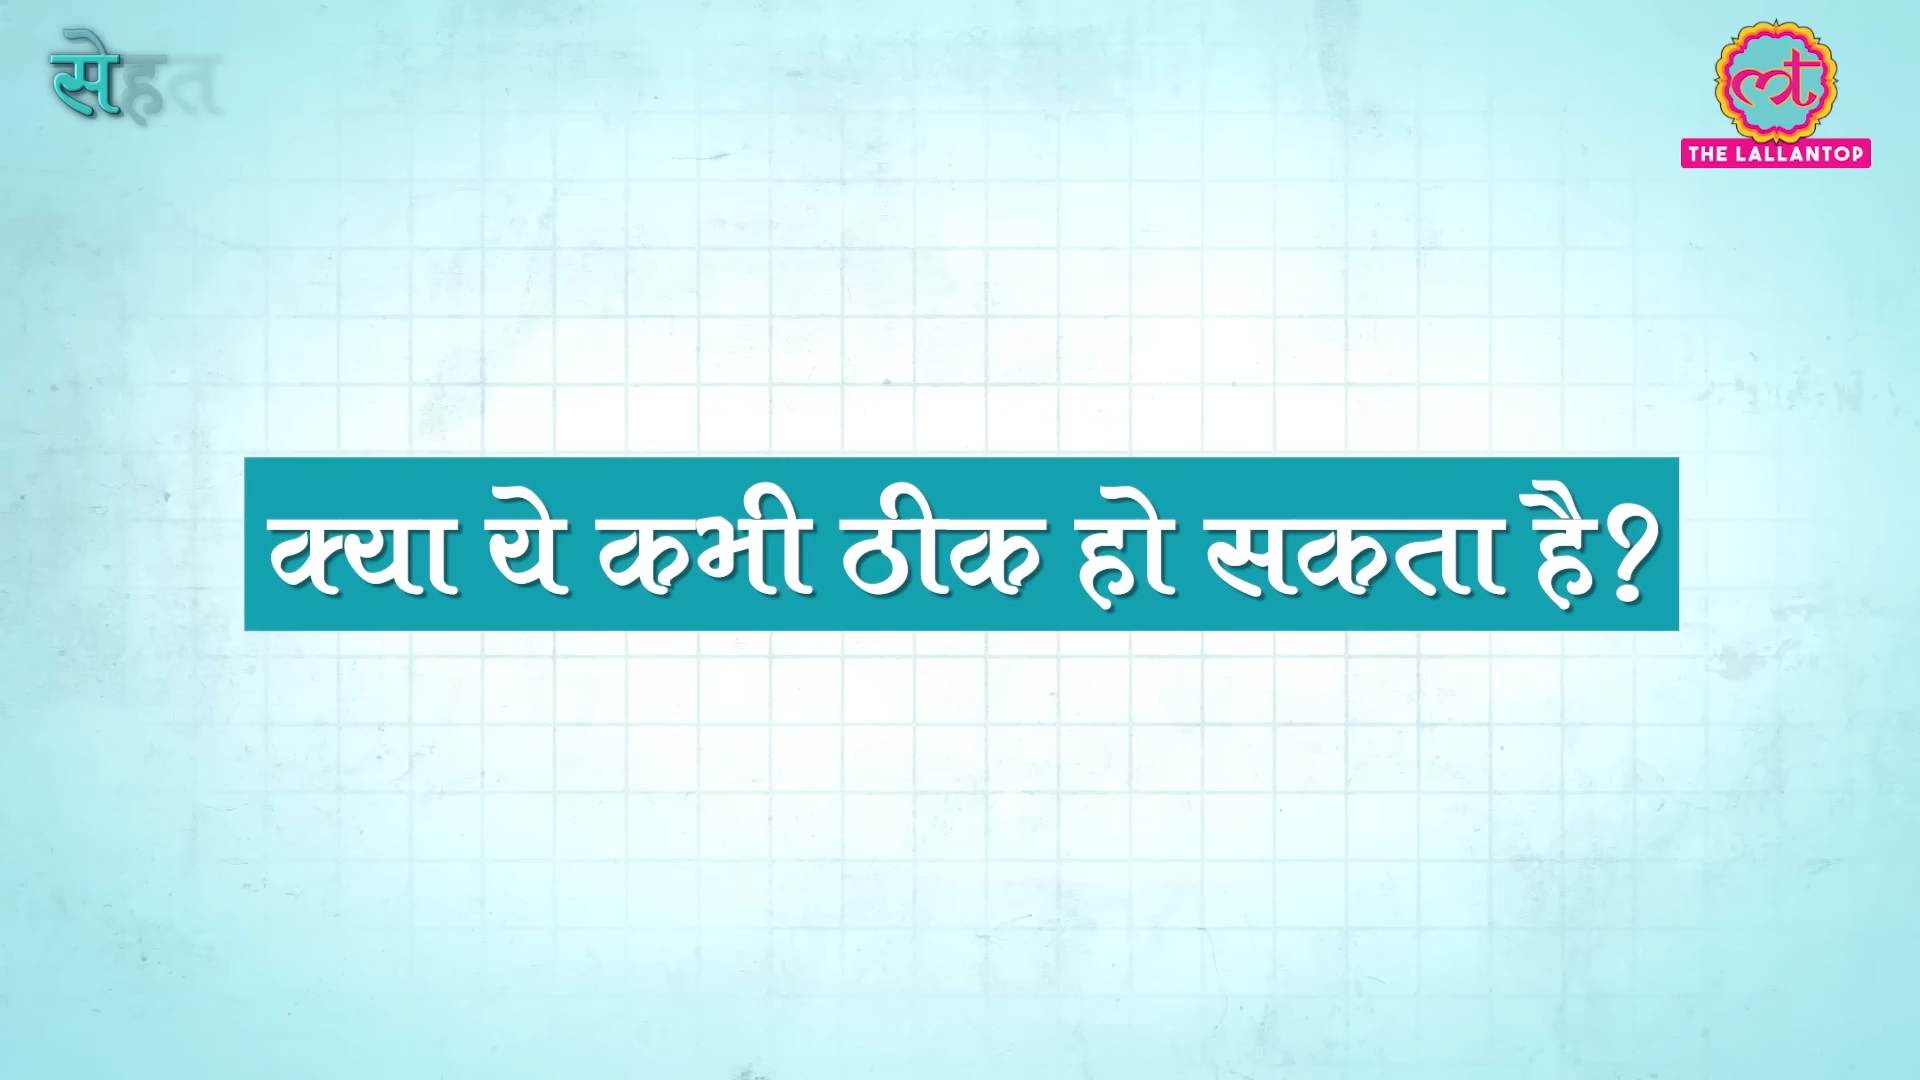 सेहत
THE LALLANTOP
क्या ये कभी ठीक हो सकता है?